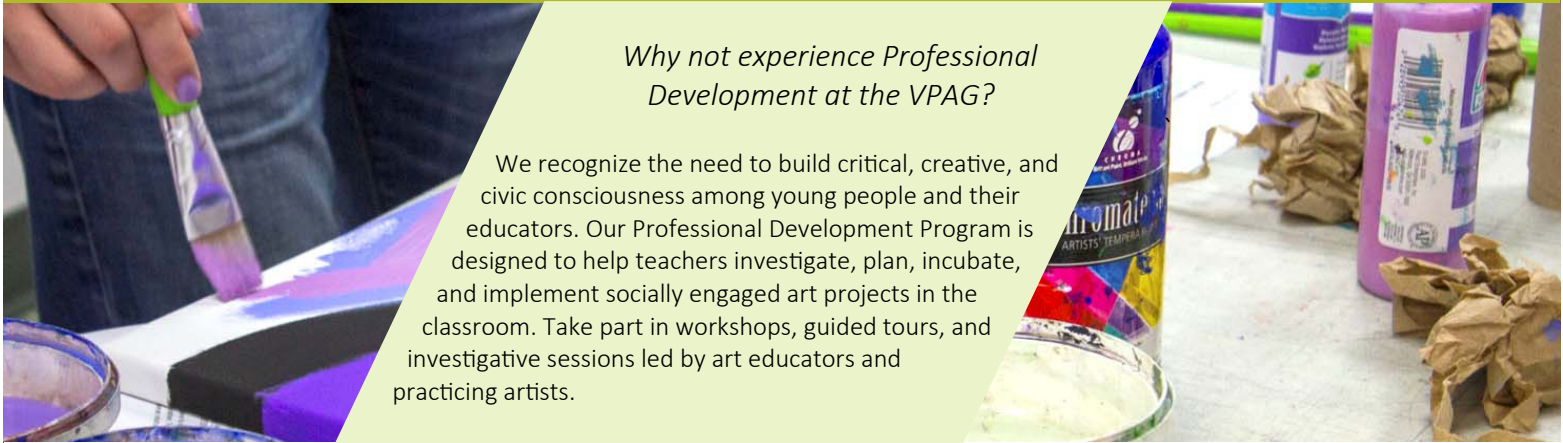 Why not experience Professional
Development at the VPAG?
We recognize the need to build critical, creative, and
civic consciousness among young people and their
educators. Our Professional Development Program is
designed to help teachers investigate, plan, incubate,
and implement socially engaged art projects in the
classroom. Take part in workshops, guided tours, and
investigative sessions led by art educators and
practicing artists.
CHROMA
ARTISTS' TEMPERA